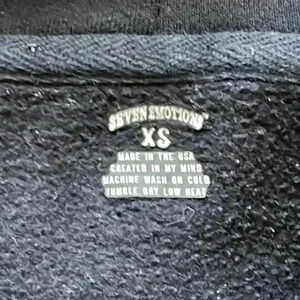 SEVEN EMOTIONS
XS
MADE IN THE USA
CREATED IN MY MIND
MACHINE WASH ON COLD
TUMBLE DRY LOW HEAT